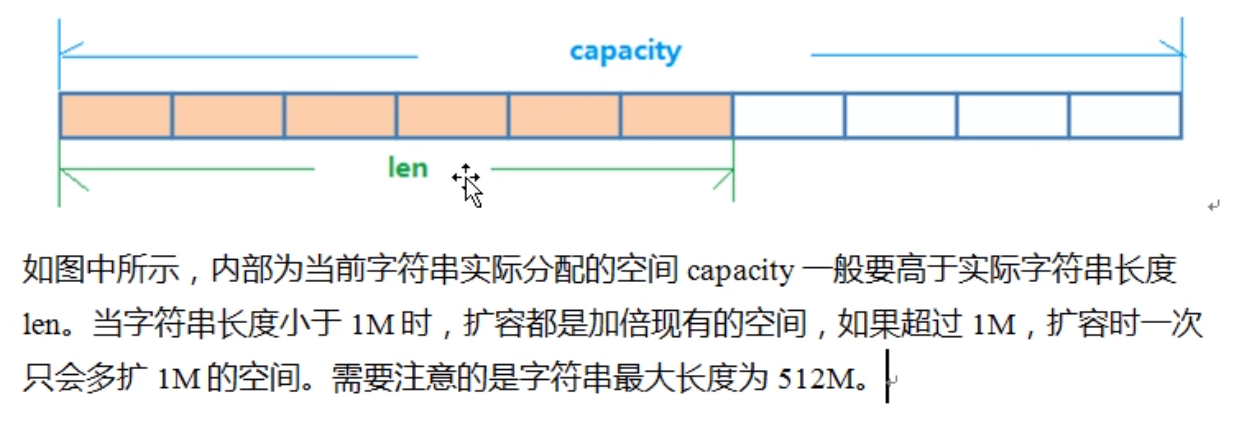 capacity
len
如图中所示，内部为当前字符串实际分配的空间 capacity 一般要高于实际字符串长度
len。当字符串长度小于 1M 时，扩容都是加倍现有的空间，如果超过 1M，扩容时一次
只会多扩 1M 的空间。需要注意的是字符串最大长度为 512M。